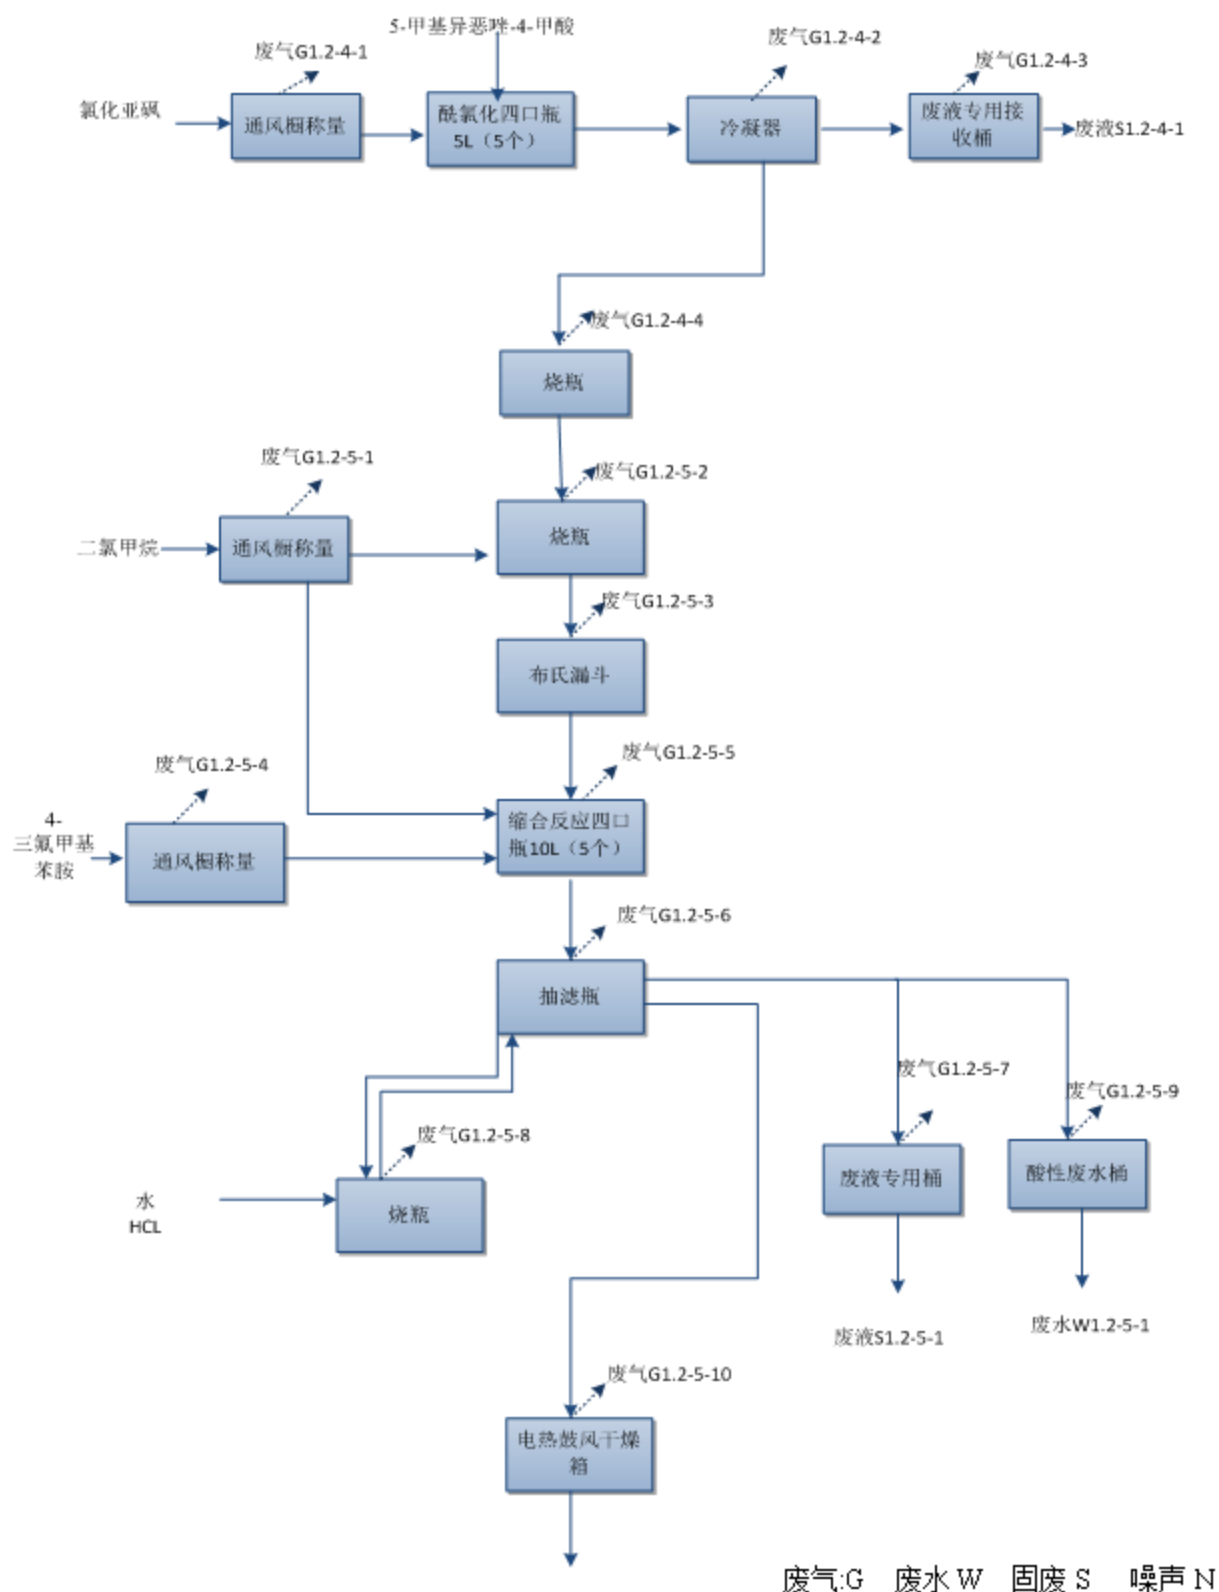 5-甲基异恶唑-4-甲酸
废气G1.2-4-1
废气G1.2-4-2
废气G1.2-4-3
氯化亚砜
通风橱称量
酰氯化四口瓶
5L（5个）
冷凝器
废液专用接
收桶
废液S1.2-4-1
废气G1.2-4-4
烧瓶
废气G1.2-5-1
废气G1.2-5-2
二氯甲烷
通风橱称量
烧瓶
废气G1.2-5-3
布氏漏斗
废气G1.2-5-4
废气G1.2-5-5
4-
三氟甲基
苯胺
通风橱称量
缩合反应四口
瓶10L（5个）
废气G1.2-5-6
抽滤瓶
废气G1.2-5-7
废气G1.2-5-9
废气G1.2-5-8
水
HCL
烧瓶
废液专用桶
酸性废水桶
废液S1.2-5-1
废水W1.2-5-1
废气G1.2-5-10
电热鼓风干燥
箱
废气:G 废水 W 固废 S 噪声 N